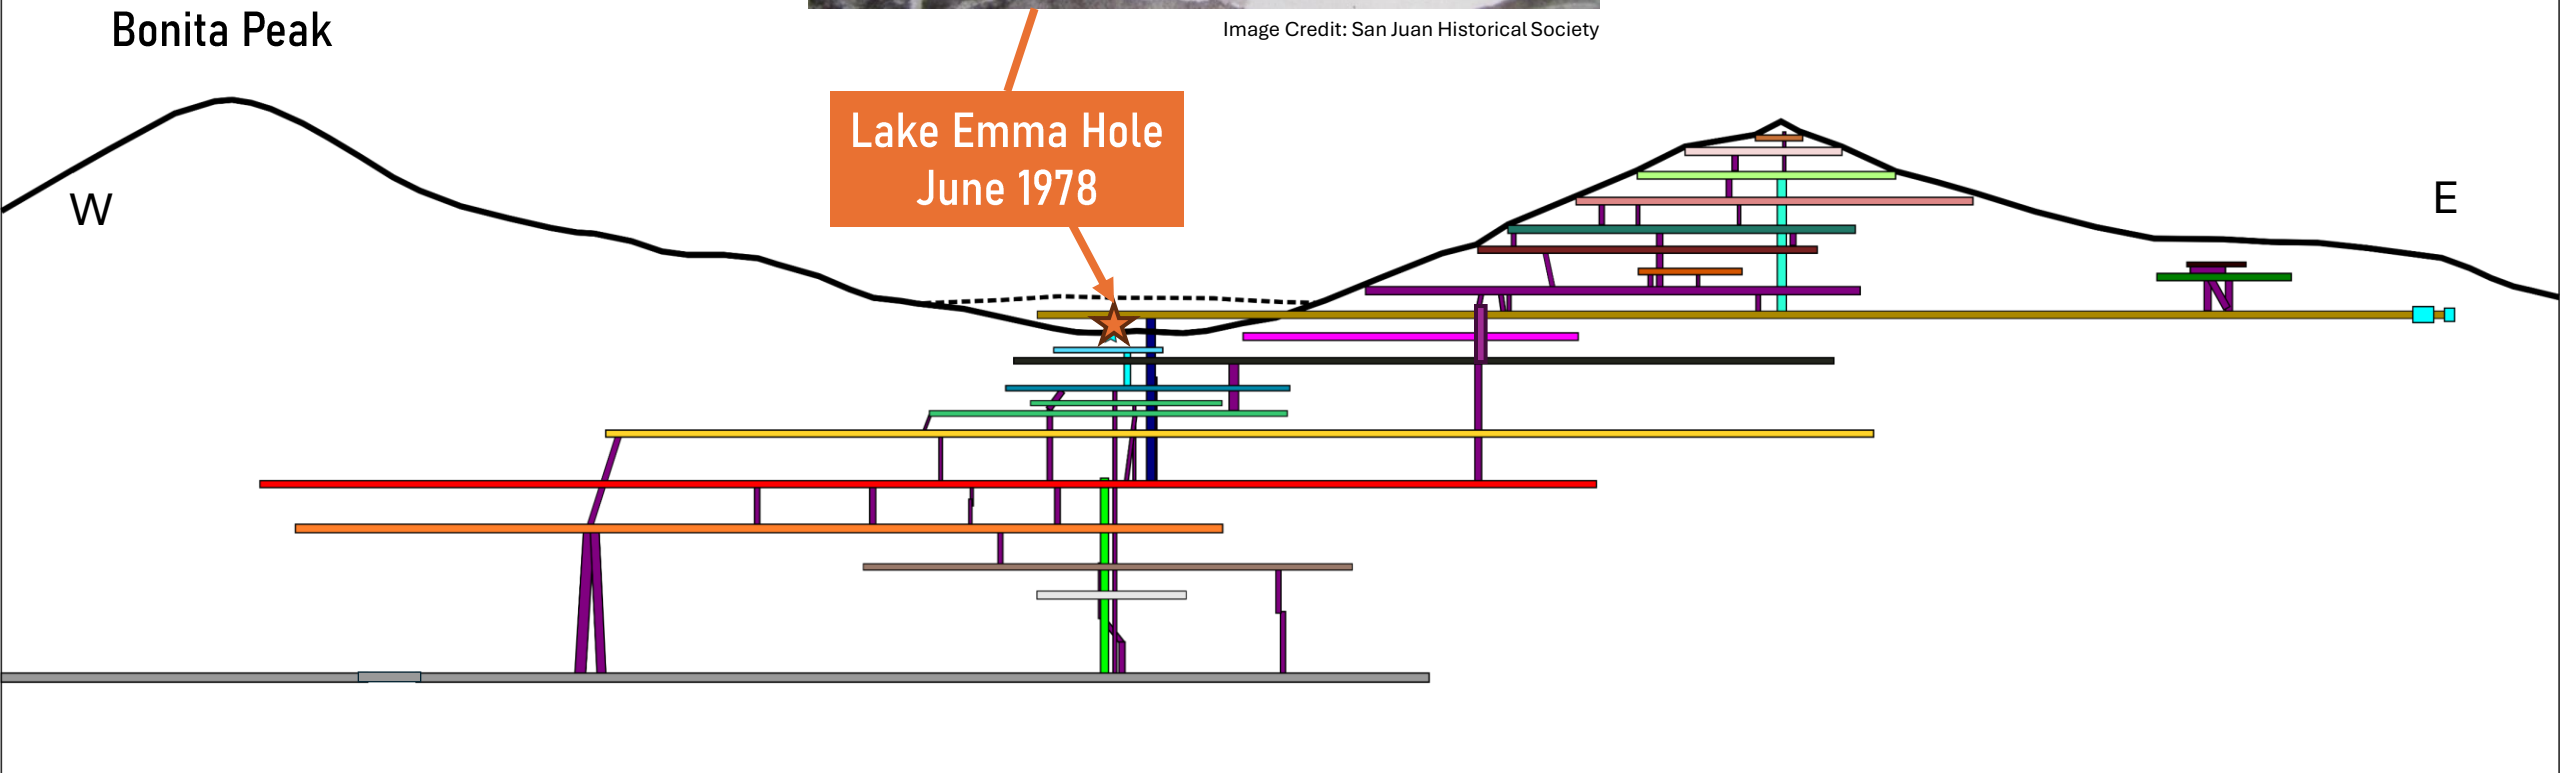 Bonita Peak
Image Credit: San Juan Historical Society
Lake Emma Hole
June 1978
W
E